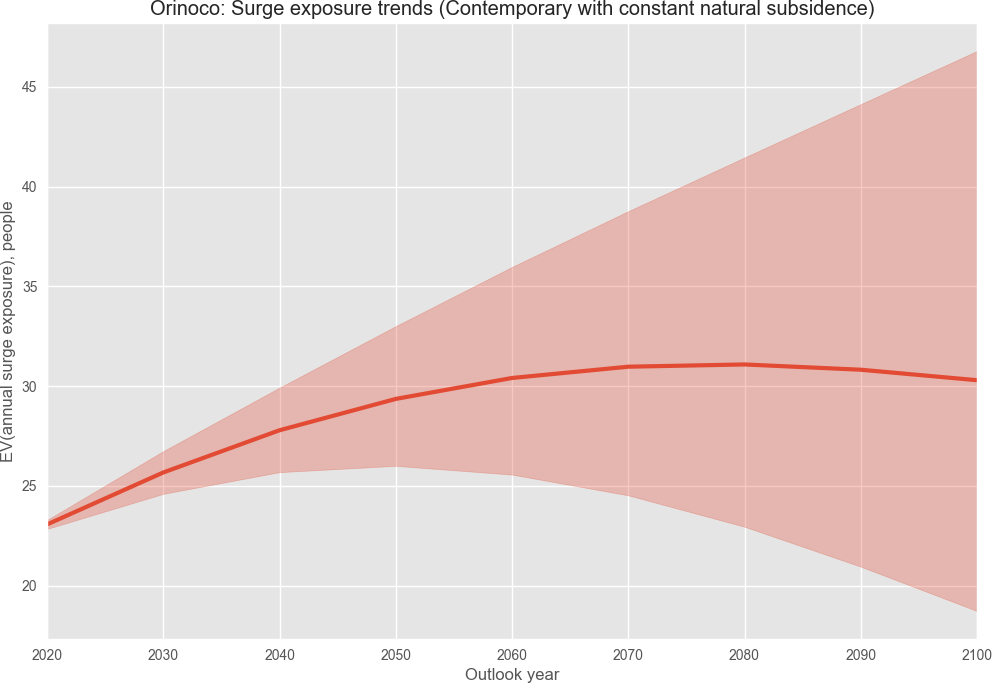 Orinoco: Surge exposure trends (Contemporary with constant natural subsidence)
EV(annual surge exposure), people
45
40
35
30
25
20
2020 2030 2040 2050 2060 2070 2080 2090 2100
Outlook year